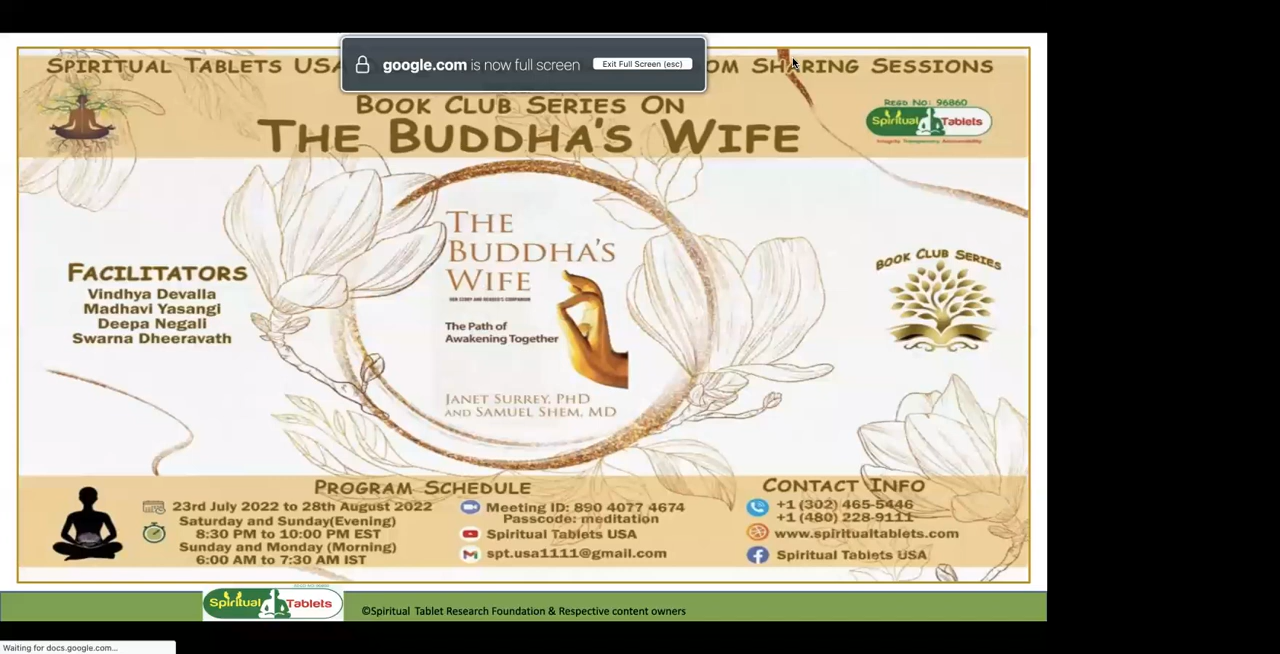 SPIRITUAL TABLETS USA
OM SHARING SESSIONS
google.com is now full screen
Exit Full Screen (esc)
BOOK CLUB SERIES ON
THE BUDDHA'S WIFE
REGD NO: 96860
Spiritual Tablets
Integrity Transparency Accountability
THE
BUDDHA'S
WIFE
The Path of
Awakening Together
JANET SURREY, PHD
AND SAMUEL SHEM, MD
FACILITATORS
Vindhya Devalla
Madhavi Yasangi
Deepa Negali
Swarna Dheeravath
BOOK CLUB SERIES
PROGRAM SCHEDULE
23rd July 2022 to 28th August 2022
Saturday and Sunday(Evening)
8:30 PM to 10:00 PM EST
Sunday and Monday (Morning)
6:00 AM to 7:30 AM IST
Meeting ID: 890 4077 4674
Passcode: meditation
Spiritual Tablets USA
spt.usa1111@gmail.com
CONTACT INFO
+1 (302) 465-5446
+1 (480) 228-9111
www.spiritualtablets.com
Spiritual Tablets USA
Spiritual Tablets
©Spiritual Tablet Research Foundation & Respective content owners
Waiting for docs.google.com...